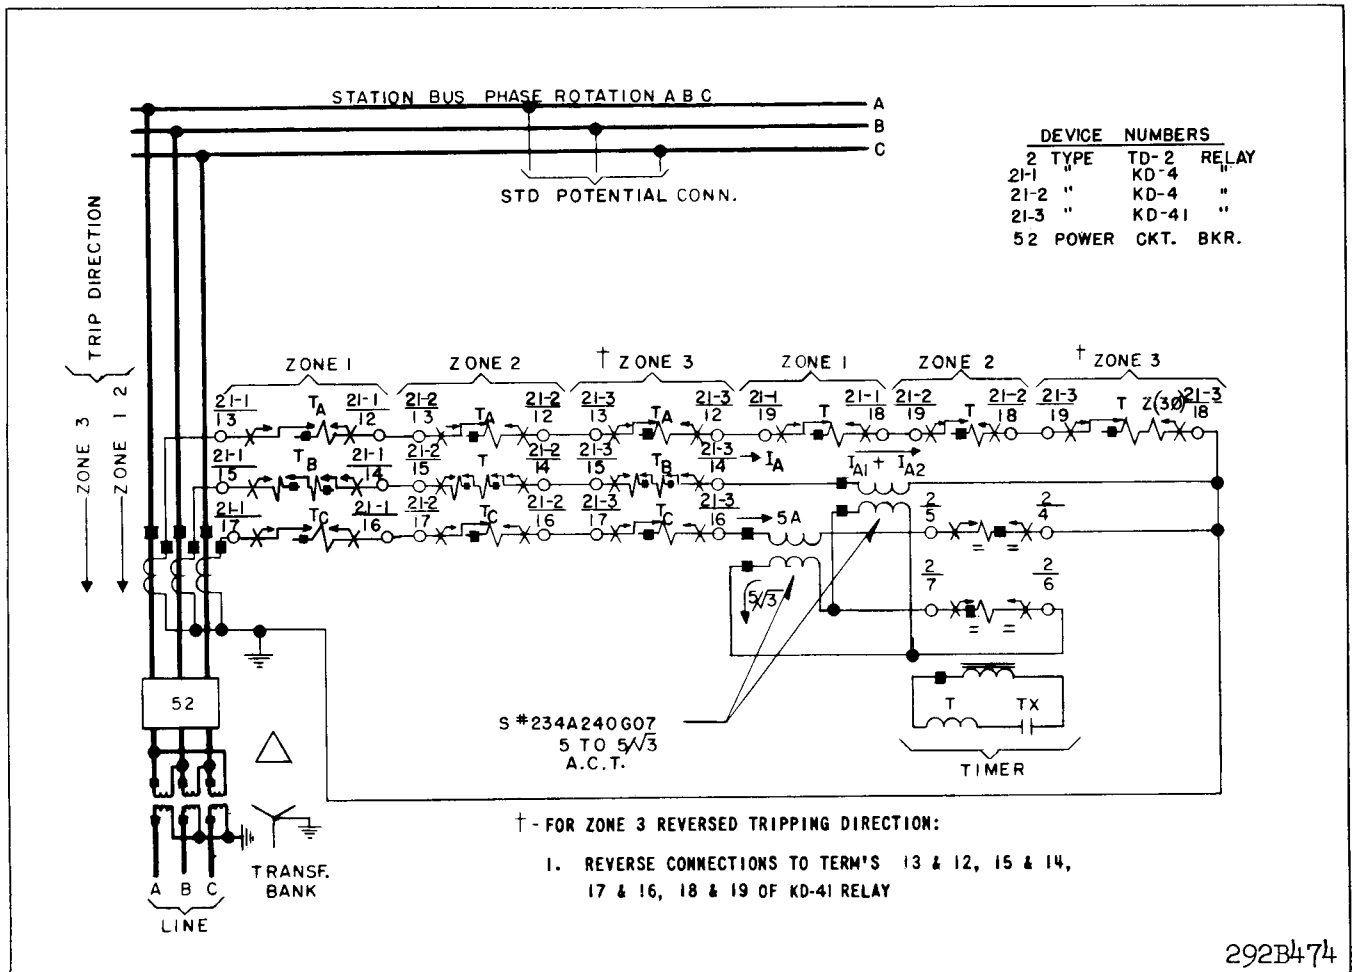 STATION BUS PHASE ROTATION A B C
A
B
C
STD POTENTIAL CONN.
DEVICE NUMBERS
2 TYPE TD-2 RELAY
21-1 " KD-4 "
21-2 " KD-4 "
21-3 " KD-41 "
52 POWER CKT. BKR.
TRIP DIRECTION
ZONE 3
ZONE 1 2
ZONE 1
ZONE 2
† ZONE 3
ZONE 1
ZONE 2
† ZONE 3
21-1/13 TA 21-1/12 21-2/13 TA 21-2/12 21-3/13 TA 21-3/12 21-1/19 T 21-1/18 21-2/19 T 21-2/18 21-3/19 T Z(3Ø) 21-3/18
21-1/15 TB 21-1/14 21-2/15 T 21-2/14 21-3/15 TB 21-3/14 IA IA1 + IA2
21-1/17 TC 21-1/16 21-2/17 TC 21-2/16 21-3/17 TC 21-3/16 5A 2/5 2/4
5/√3 2/7 2/6
52
S #234A240G07
5 TO 5/√3
A.C.T.
T TX
TIMER
TRANSF.
BANK
A B C
LINE
† - FOR ZONE 3 REVERSED TRIPPING DIRECTION:
1. REVERSE CONNECTIONS TO TERM'S 13 & 12, 15 & 14,
17 & 16, 18 & 19 OF KD-41 RELAY
292B474